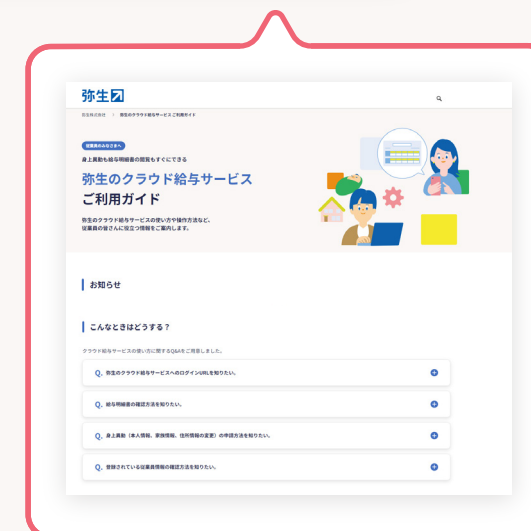 弥生
弥生株式会社 / 弥生のクラウド給与サービス ご利用ガイド
従業員のみなさまへ
身上異動も給与明細書の閲覧もすぐにできる
弥生のクラウド給与サービス
ご利用ガイド
弥生のクラウド給与サービスの使い方や操作方法など、
従業員の皆さんに役立つ情報をご案内します。
お知らせ
こんなときはどうする？
クラウド給与サービスの使い方に関するQ&Aをご用意しました。
Q. 弥生のクラウド給与サービスへのログインURLを知りたい。
Q. 給与明細書の確認方法を知りたい。
Q. 身上異動（本人情報、家族情報、住所情報の変更）の申請方法を知りたい。
Q. 登録されている従業員情報の確認方法を知りたい。